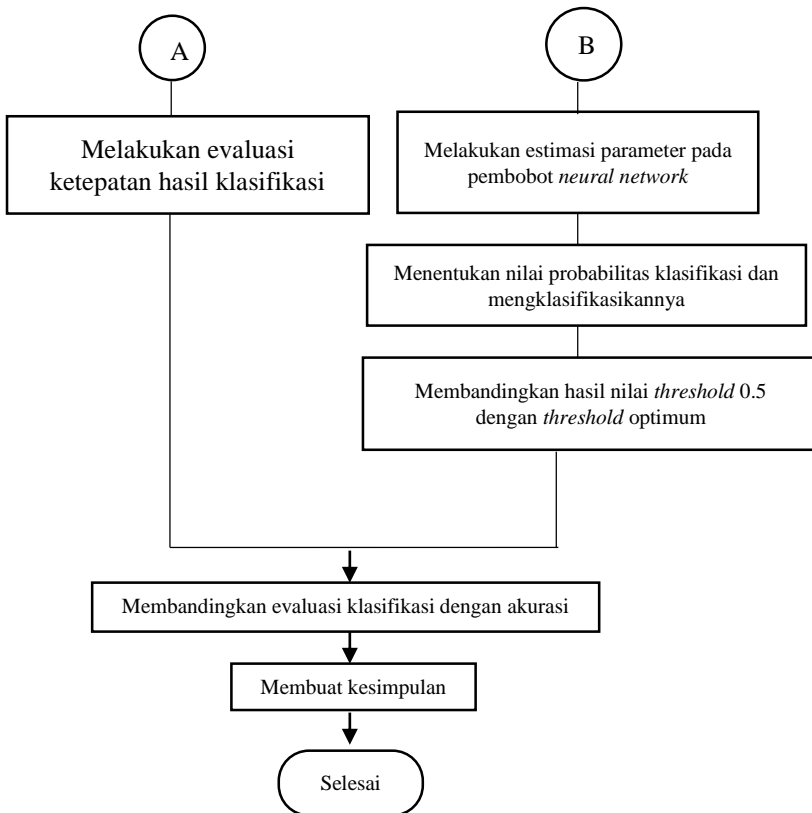 A
B
Melakukan evaluasi
ketepatan hasil klasifikasi
Melakukan estimasi parameter pada
pembobot neural network
Menentukan nilai probabilitas klasifikasi dan
mengklasifikasikannya
Membandingkan hasil nilai threshold 0.5
dengan threshold optimum
Membandingkan evaluasi klasifikasi dengan akurasi
Membuat kesimpulan
Selesai